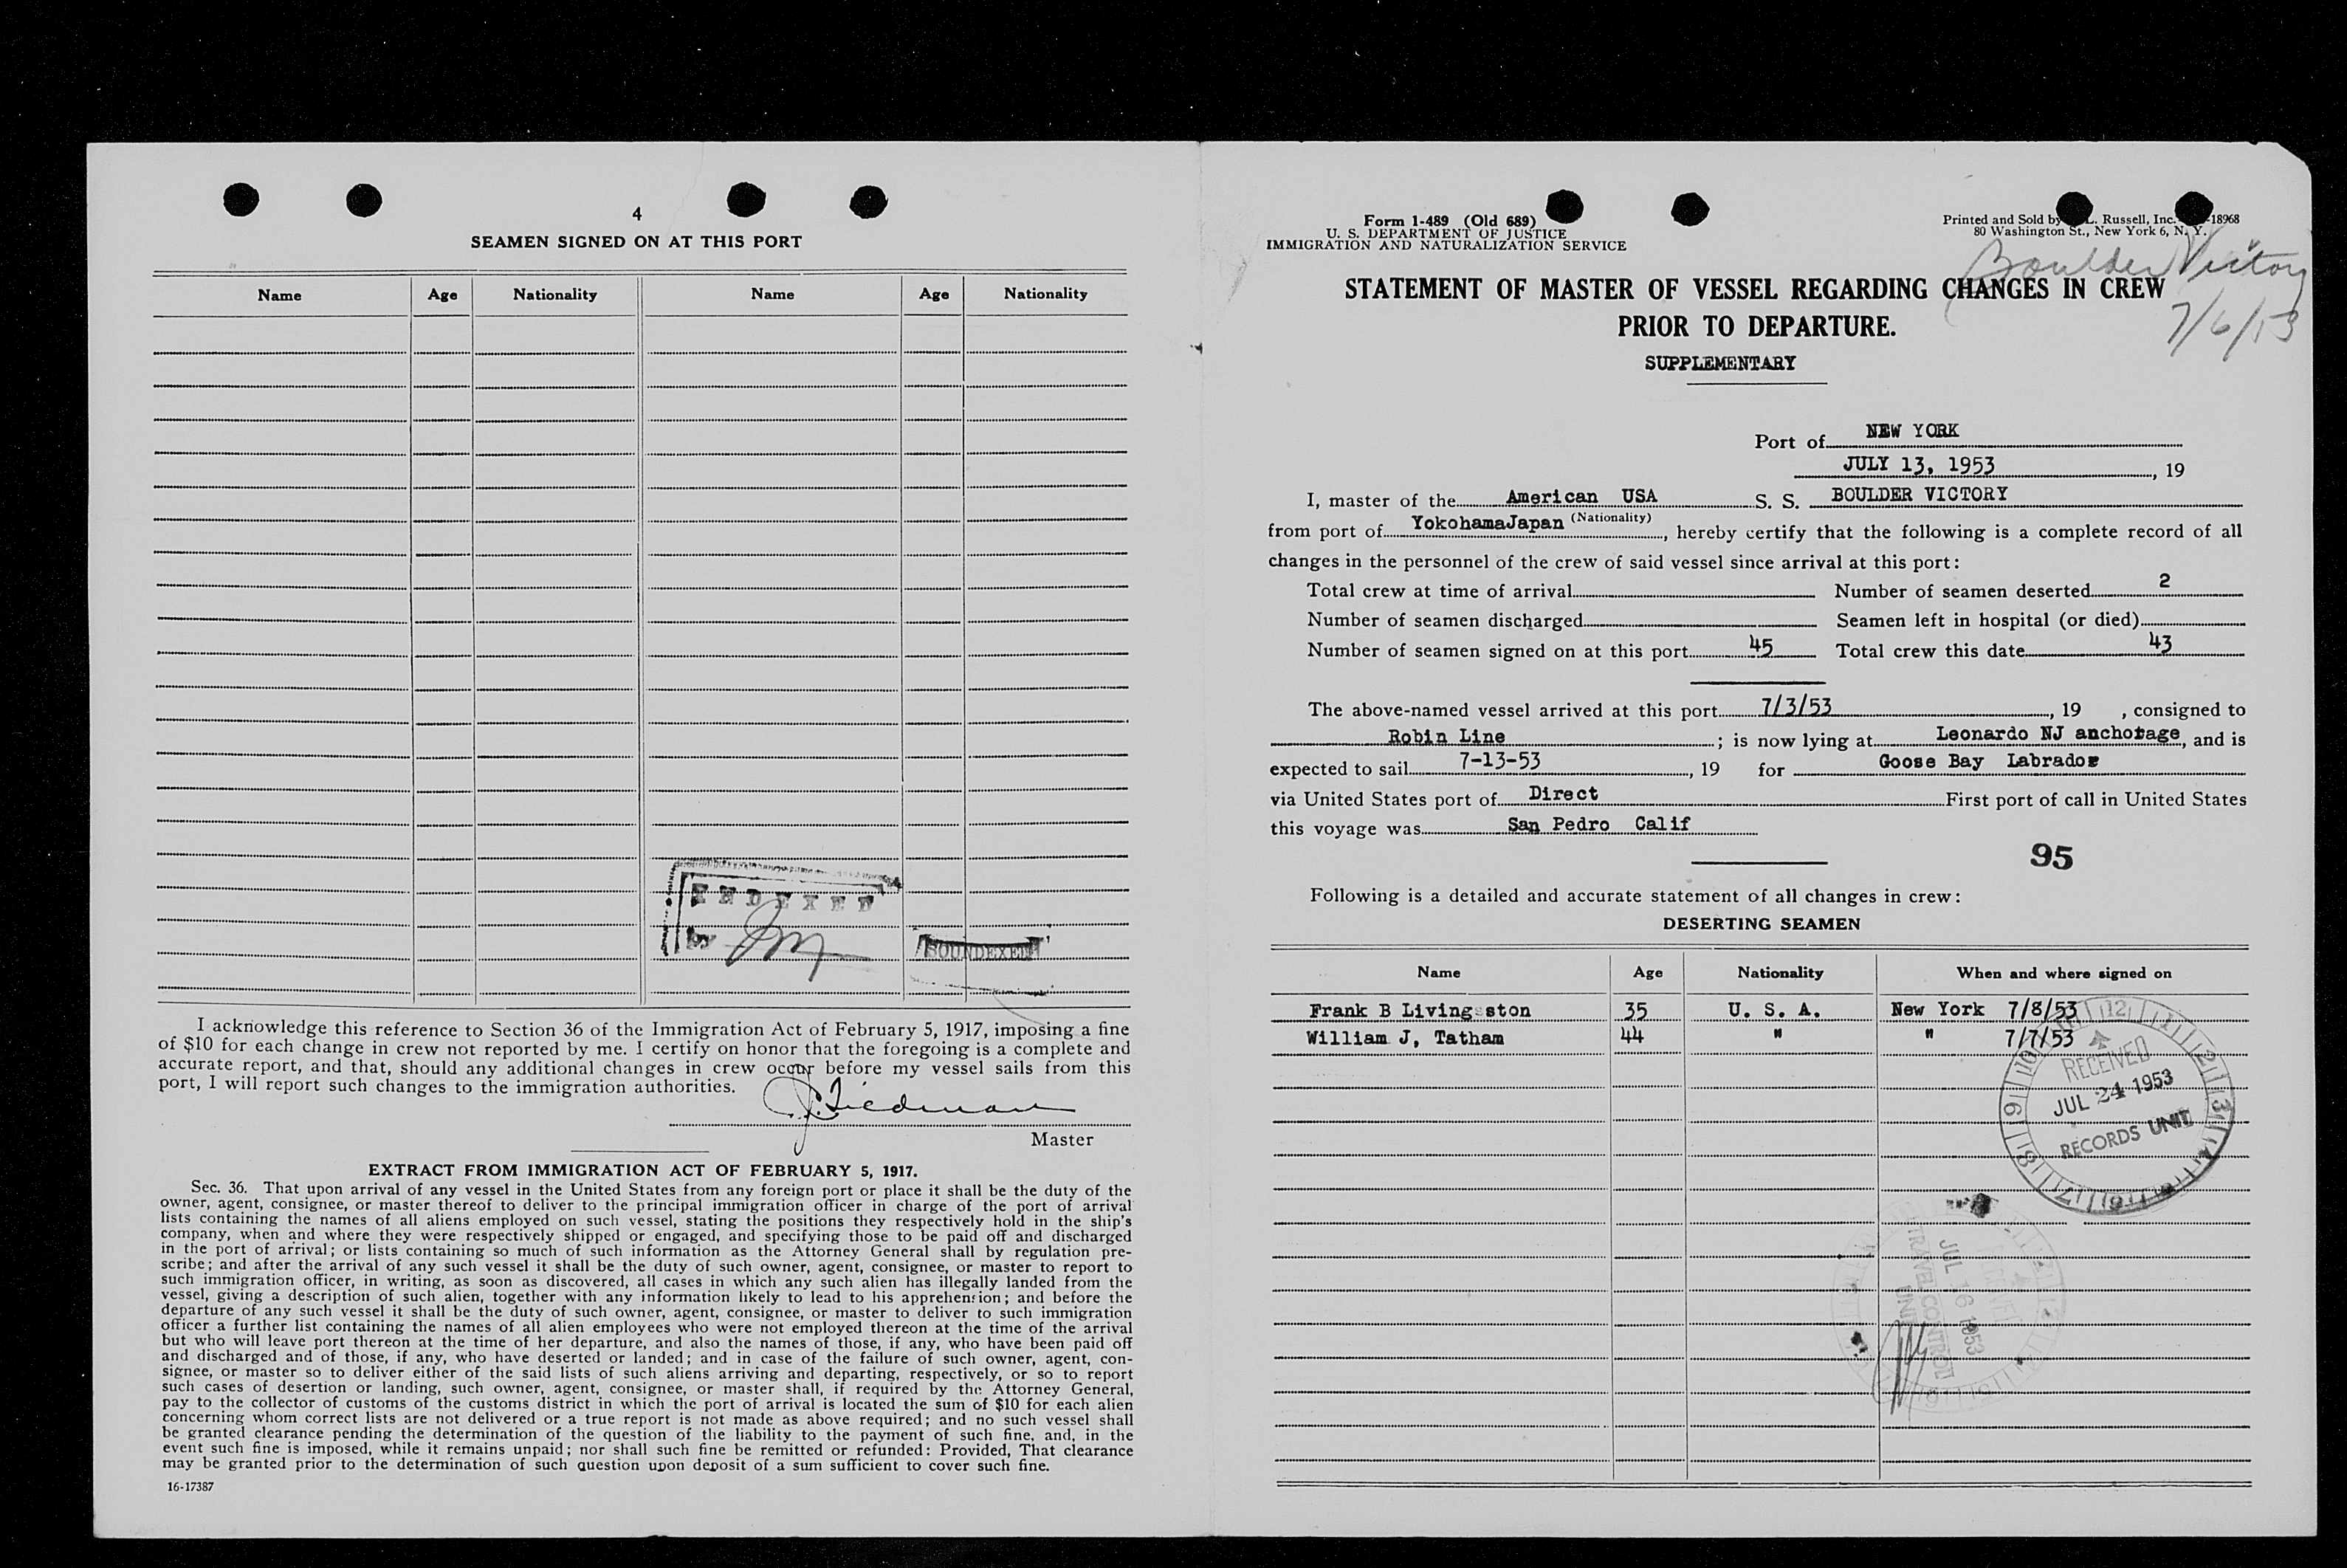 4
SEAMEN SIGNED ON AT THIS PORT
Name Age Nationality Name Age Nationality
INDEXED
by
SOUNDEXED
I acknowledge this reference to Section 36 of the Immigration Act of February 5, 1917, imposing a fine
of $10 for each change in crew not reported by me. I certify on honor that the foregoing is a complete and
accurate report, and that, should any additional changes in crew occur before my vessel sails from this
port, I will report such changes to the immigration authorities.
J. Tiedman
Master
EXTRACT FROM IMMIGRATION ACT OF FEBRUARY 5, 1917.
Sec. 36. That upon arrival of any vessel in the United States from any foreign port or place it shall be the duty of the
owner, agent, consignee, or master thereof to deliver to the principal immigration officer in charge of the port of arrival
lists containing the names of all aliens employed on such vessel, stating the positions they respectively hold in the ship's
company, when and where they were respectively shipped or engaged, and specifying those to be paid off and discharged
in the port of arrival; or lists containing so much of such information as the Attorney General shall by regulation pre-
scribe; and after the arrival of any such vessel it shall be the duty of such owner, agent, consignee, or master to report to
such immigration officer, in writing, as soon as discovered, all cases in which any such alien has illegally landed from the
vessel, giving a description of such alien, together with any information likely to lead to his apprehension; and before the
departure of any such vessel it shall be the duty of such owner, agent, consignee, or master to deliver to such immigration
officer a further list containing the names of all alien employees who were not employed thereon at the time of the arrival
but who will leave port thereon at the time of her departure, and also the names of those, if any, who have been paid off
and discharged and of those, if any, who have deserted or landed; and in case of the failure of such owner, agent, con-
signee, or master so to deliver either of the said lists of such aliens arriving and departing, respectively, or so to report
such cases of desertion or landing, such owner, agent, consignee, or master shall, if required by the Attorney General,
pay to the collector of customs of the customs district in which the port of arrival is located the sum of $10 for each alien
concerning whom correct lists are not delivered or a true report is not made as above required; and no such vessel shall
be granted clearance pending the determination of the question of the liability to the payment of such fine, and, in the
event such fine is imposed, while it remains unpaid; nor shall such fine be remitted or refunded: Provided, That clearance
may be granted prior to the determination of such question upon deposit of a sum sufficient to cover such fine.
16-17387
Form 1-489 (Old 689)
U. S. DEPARTMENT OF JUSTICE
IMMIGRATION AND NATURALIZATION SERVICE
Printed and Sold by L. Russell, Inc. -18968
80 Washington St., New York 6, N. Y.
Boulder Victory
7/6/53
STATEMENT OF MASTER OF VESSEL REGARDING CHANGES IN CREW
PRIOR TO DEPARTURE.
SUPPLEMENTARY
Port of NEW YORK
JULY 13, 1953, 19
I, master of the American USA S. S. BOULDER VICTORY
(Nationality)
from port of YokohamaJapan, hereby certify that the following is a complete record of all
changes in the personnel of the crew of said vessel since arrival at this port:
Total crew at time of arrival Number of seamen deserted 2
Number of seamen discharged Seamen left in hospital (or died)
Number of seamen signed on at this port 45 Total crew this date 43
The above-named vessel arrived at this port 7/3/53, 19 , consigned to
Robin Line; is now lying at Leonardo NJ anchorage, and is
expected to sail 7-13-53, 19 for Goose Bay Labrador
via United States port of Direct First port of call in United States
this voyage was San Pedro Calif
95
Following is a detailed and accurate statement of all changes in crew:
DESERTING SEAMEN
Name Age Nationality When and where signed on
Frank B Livingston 35 U. S. A. New York 7/8/53
William J, Tatham 44 " " 7/7/53
RECEIVED
JUL 24 1953
RECORDS UNIT
JUL 16 1953
TRAVEL CONTROL
UNIT